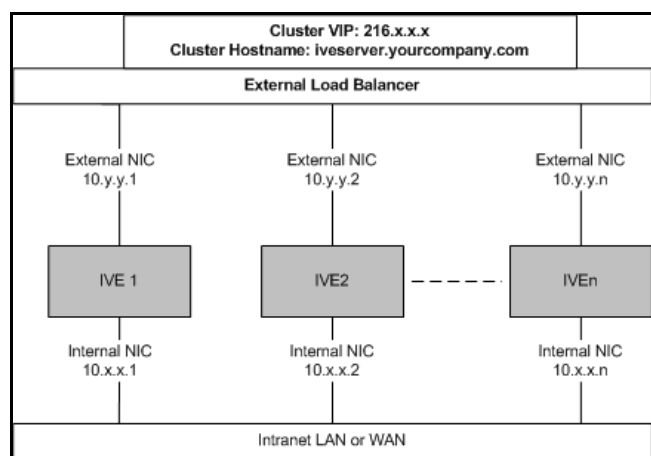 Cluster VIP: 216.x.x.x
Cluster Hostname: iveserver.yourcompany.com
External Load Balancer
External NIC
10.y.y.1
External NIC
10.y.y.2
External NIC
10.y.y.n
IVE 1
IVE2
IVEn
Internal NIC
10.x.x.1
Internal NIC
10.x.x.2
Internal NIC
10.x.x.n
Intranet LAN or WAN